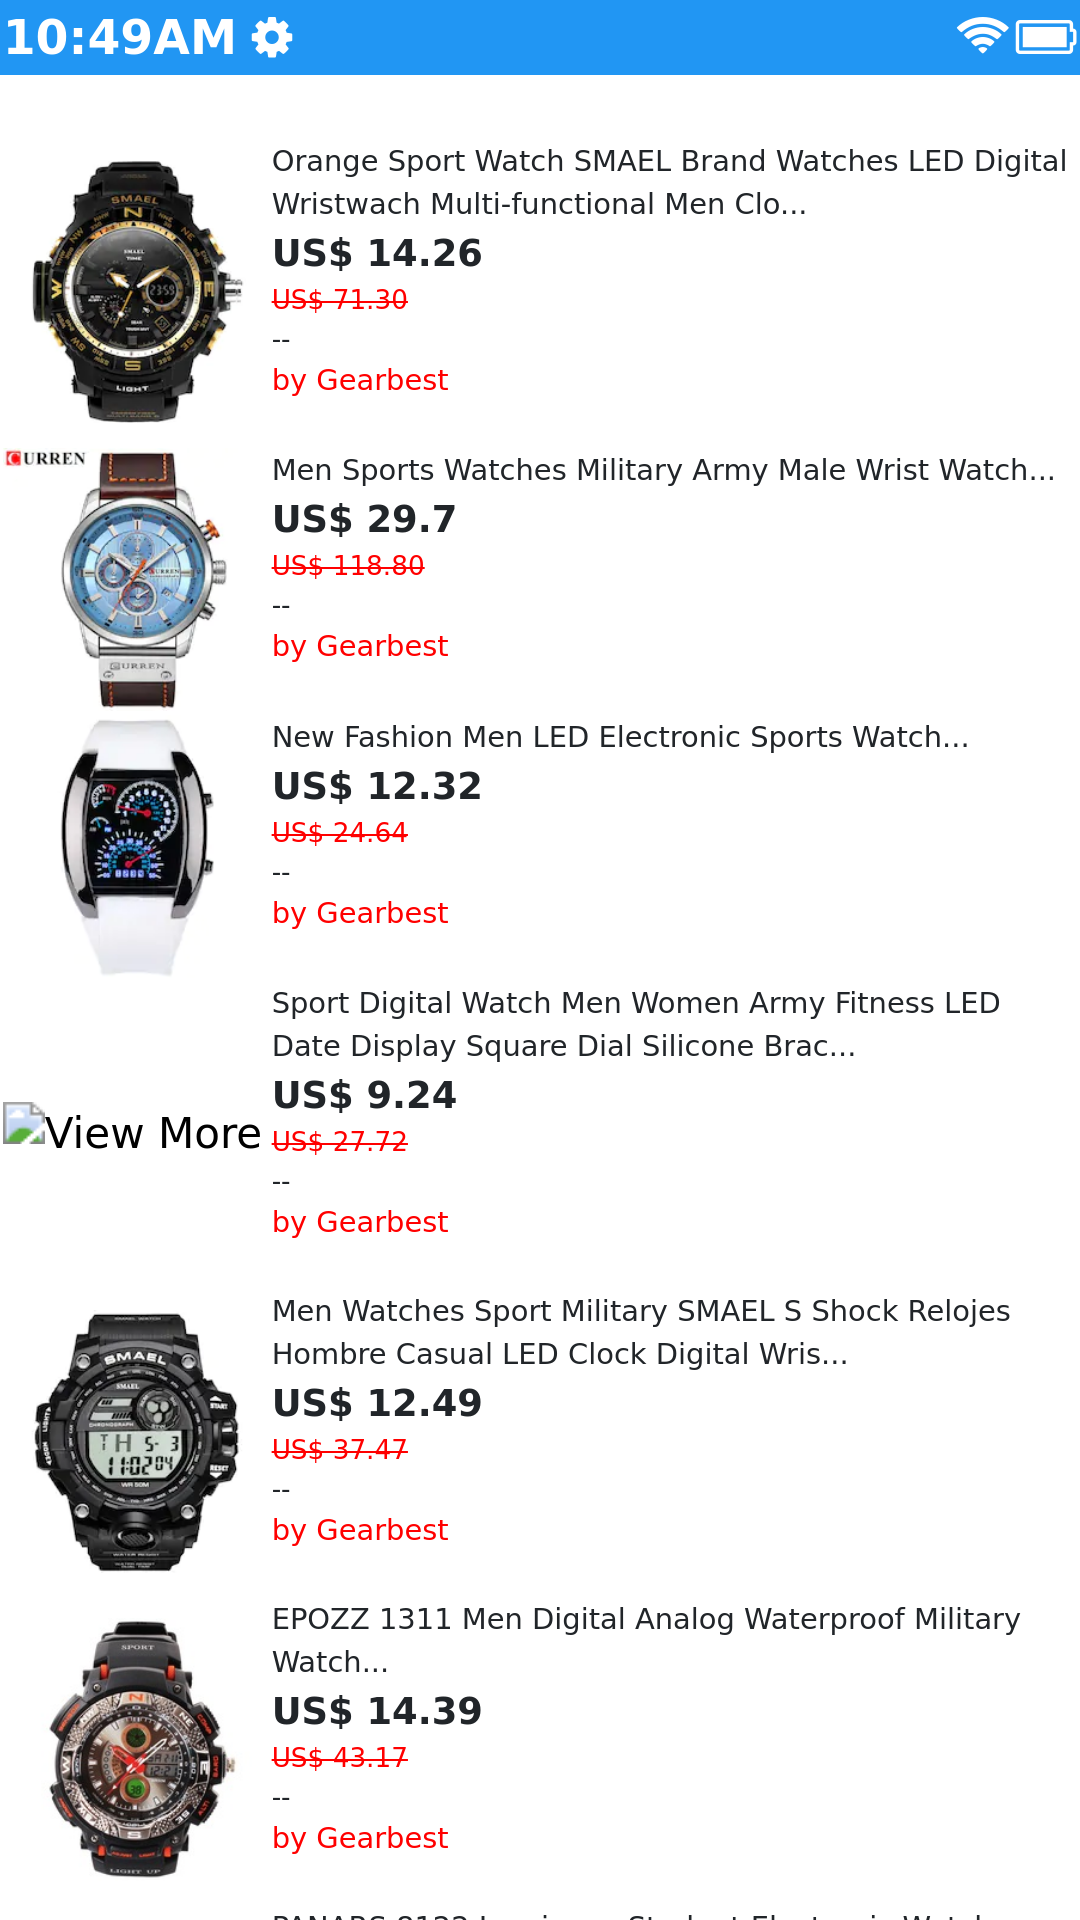 10:49AM
Orange Sport Watch SMAEL Brand Watches LED Digital
Wristwach Multi-functional Men Clo...
US$ 14.26
US$ 71.30
--
by Gearbest
CURREN
Men Sports Watches Military Army Male Wrist Watch...
US$ 29.7
US$ 118.80
--
by Gearbest
New Fashion Men LED Electronic Sports Watch...
US$ 12.32
US$ 24.64
--
by Gearbest
Sport Digital Watch Men Women Army Fitness LED
Date Display Square Dial Silicone Brac...
US$ 9.24
View More
US$ 27.72
--
by Gearbest
Men Watches Sport Military SMAEL S Shock Relojes
Hombre Casual LED Clock Digital Wris...
US$ 12.49
US$ 37.47
--
by Gearbest
EPOZZ 1311 Men Digital Analog Waterproof Military
Watch...
US$ 14.39
US$ 43.17
--
by Gearbest